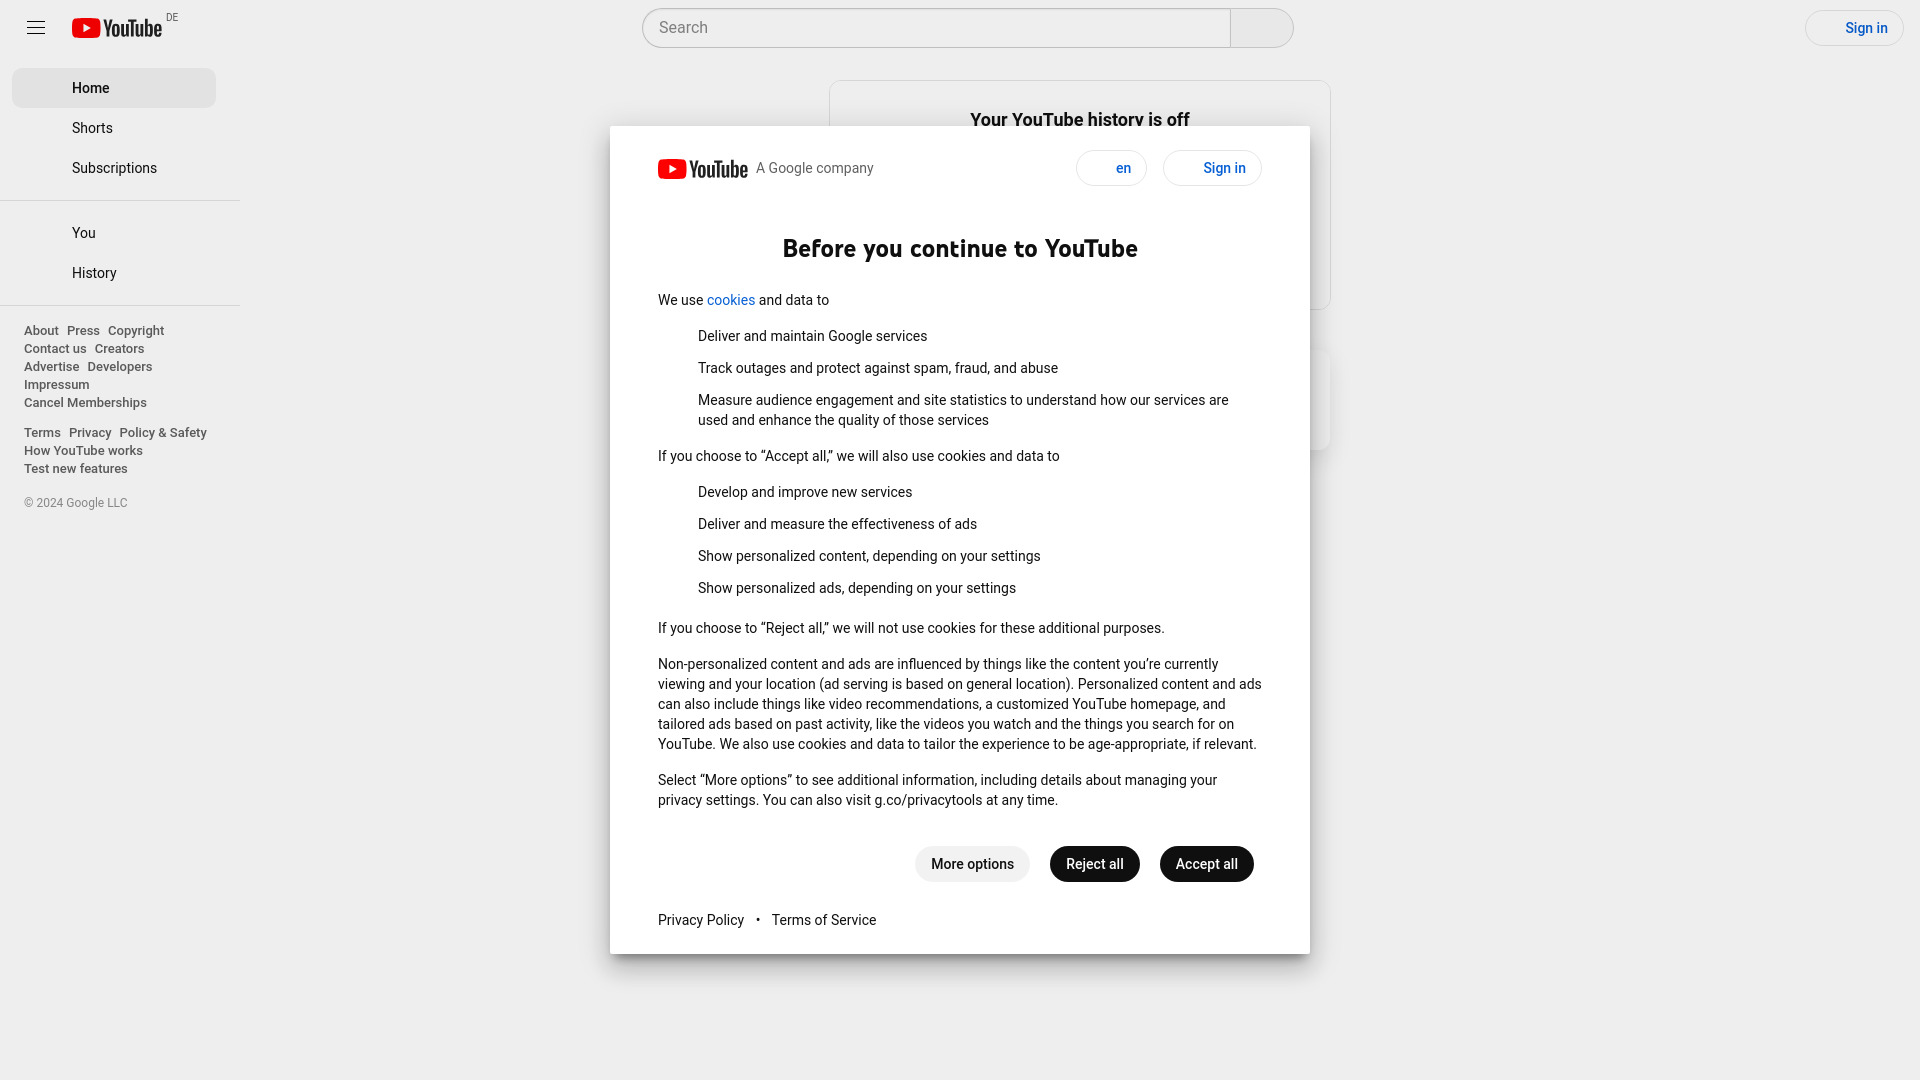 YouTube DE
Search
Sign in
Home
Shorts
Subscriptions
You
History
About Press Copyright
Contact us Creators
Advertise Developers
Impressum
Cancel Memberships
Terms Privacy Policy & Safety
How YouTube works
Test new features
© 2024 Google LLC
Your YouTube history is off
YouTube A Google company
en
Sign in
Before you continue to YouTube
We use cookies and data to
Deliver and maintain Google services
Track outages and protect against spam, fraud, and abuse
Measure audience engagement and site statistics to understand how our services are
used and enhance the quality of those services
If you choose to “Accept all,” we will also use cookies and data to
Develop and improve new services
Deliver and measure the effectiveness of ads
Show personalized content, depending on your settings
Show personalized ads, depending on your settings
If you choose to “Reject all,” we will not use cookies for these additional purposes.
Non-personalized content and ads are influenced by things like the content you’re currently
viewing and your location (ad serving is based on general location). Personalized content and ads
can also include things like video recommendations, a customized YouTube homepage, and
tailored ads based on past activity, like the videos you watch and the things you search for on
YouTube. We also use cookies and data to tailor the experience to be age-appropriate, if relevant.
Select “More options” to see additional information, including details about managing your
privacy settings. You can also visit g.co/privacytools at any time.
More options
Reject all
Accept all
Privacy Policy • Terms of Service